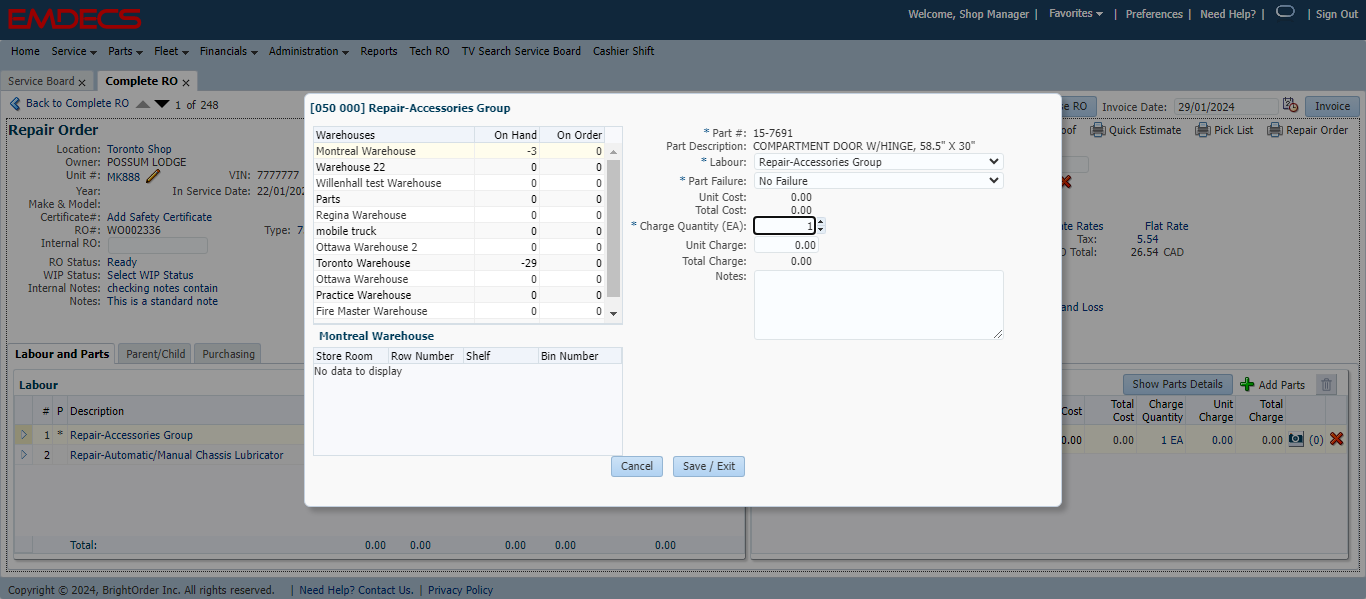 EMDECS
Welcome, Shop Manager | Favorites | Preferences | Need Help? | | Sign Out
Home Service Parts Fleet Financials Administration Reports Tech RO TV Search Service Board Cashier Shift
Service Board x Complete RO x
Back to Complete RO 1 of 248
e RO Invoice Date: 29/01/2024 Invoice
Repair Order
oof Quick Estimate Pick List Repair Order
Location: Toronto Shop
Owner: POSSUM LODGE
Unit #: MK888 VIN: 7777777
Year: In Service Date: 22/01/202
Make & Model:
Certificate#: Add Safety Certificate
RO#: WO002336 Type: 7
Internal RO:
RO Status: Ready
WIP Status: Select WIP Status
Internal Notes: checking notes contain
Notes: This is a standard note
te Rates Flat Rate
Tax: 5.54
O Total: 26.54 CAD
and Loss
[050 000] Repair-Accessories Group
Warehouses On Hand On Order
Montreal Warehouse -3 0
Warehouse 22 0 0
Willenhall test Warehouse 0 0
Parts 0 0
Regina Warehouse 0 0
mobile truck 0 0
Ottawa Warehouse 2 0 0
Toronto Warehouse -29 0
Ottawa Warehouse 0 0
Practice Warehouse 0 0
Fire Master Warehouse 0 0
Montreal Warehouse
Store Room Row Number Shelf Bin Number
No data to display
* Part #: 15-7691
Part Description: COMPARTMENT DOOR W/HINGE, 58.5" X 30"
* Labour: Repair-Accessories Group
* Part Failure: No Failure
Unit Cost: 0.00
Total Cost: 0.00
* Charge Quantity (EA): 1
Unit Charge: 0.00
Total Charge: 0.00
Notes:
Cancel Save / Exit
Labour and Parts Parent/Child Purchasing
Labour
# P Description
1 * Repair-Accessories Group
2 Repair-Automatic/Manual Chassis Lubricator
Total: 0.00 0.00 0.00 0.00 0.00
Show Parts Details Add Parts
Cost Total Cost Charge Quantity Unit Charge Total Charge
0.00 0.00 1 EA 0.00 0.00 (0)
Copyright © 2024, BrightOrder Inc. All rights reserved. | Need Help? Contact Us. | Privacy Policy